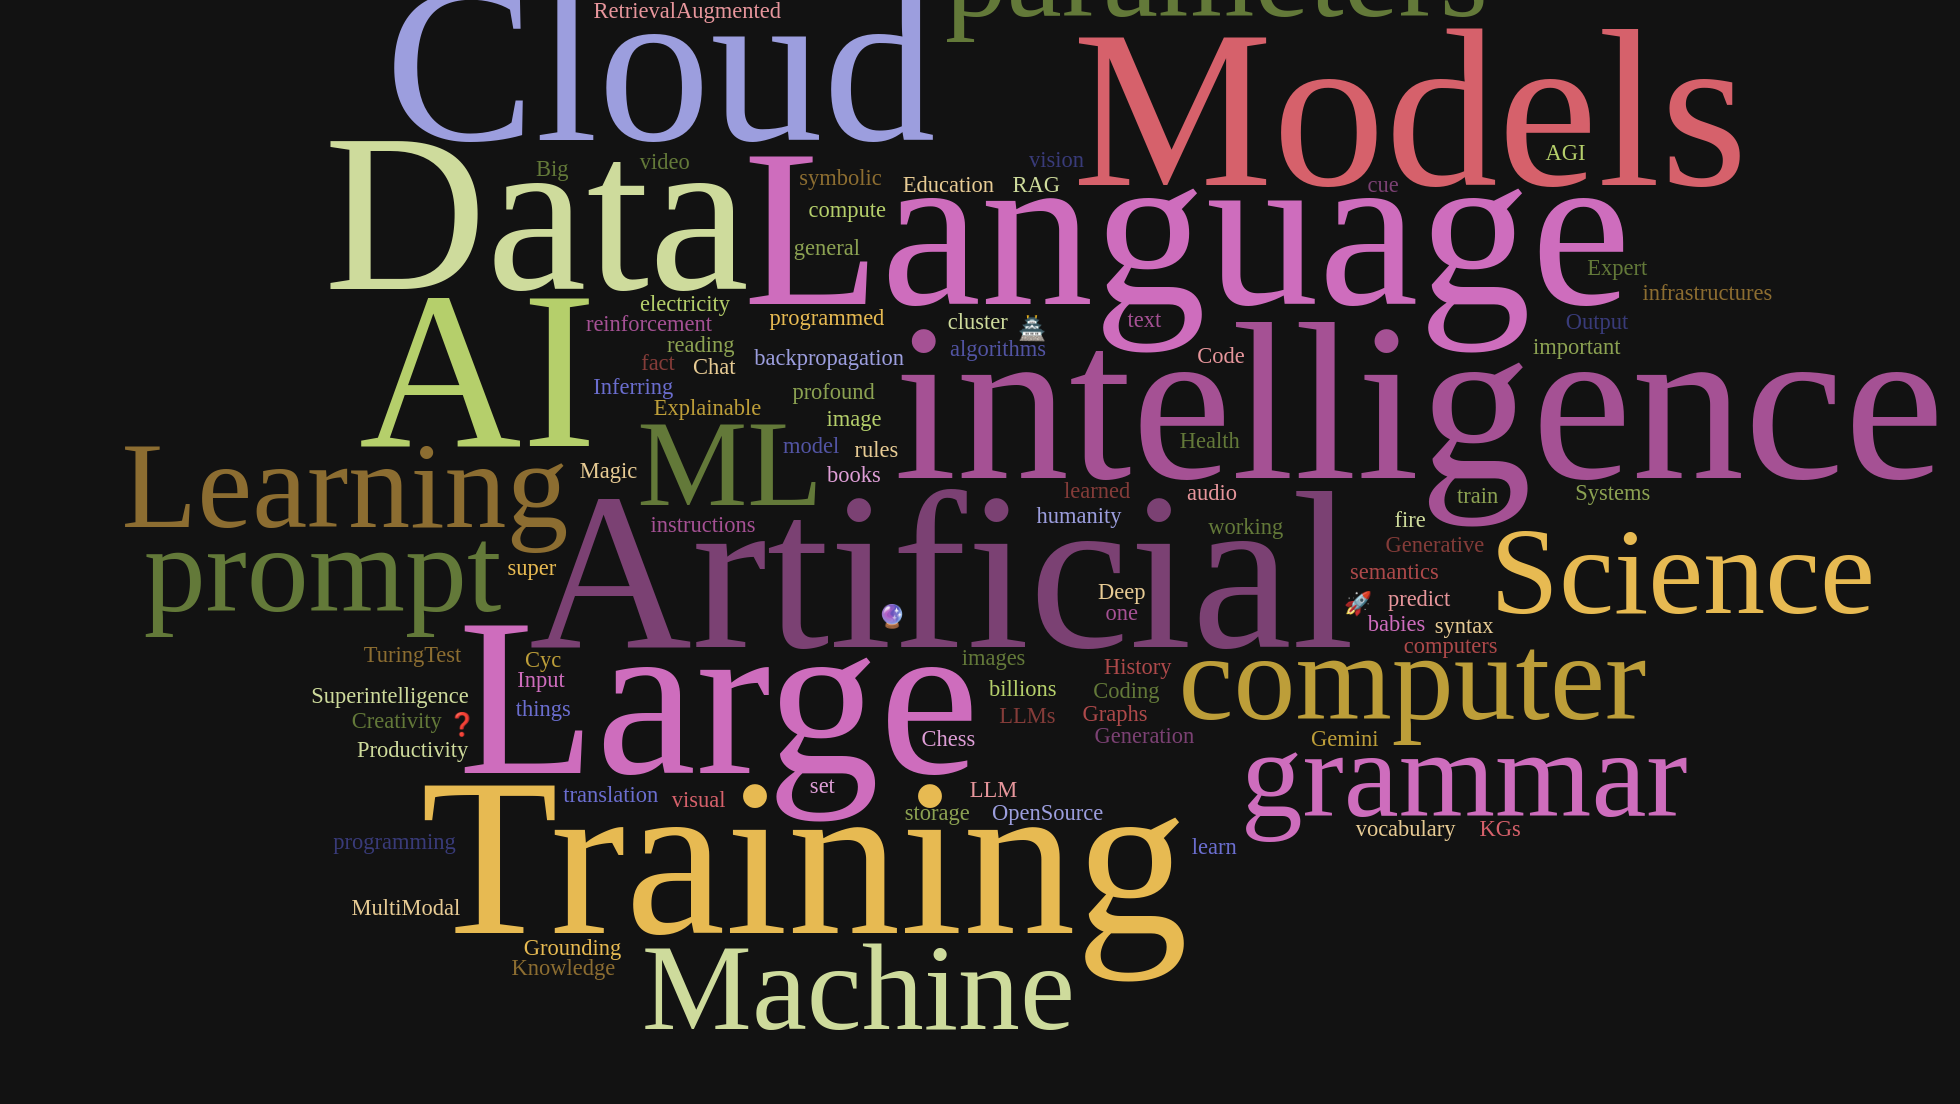 RetrievalAugmented
parameters
Cloud
Models
AGI
Big
video
vision
symbolic
Education
RAG
cue
Data
Language
compute
general
Expert
infrastructures
electricity
reinforcement
programmed
cluster
🏯
text
Output
reading
algorithms
important
fact
Chat
backpropagation
Code
AI
intelligence
Inferring
profound
Explainable
image
ML
model
rules
Health
Learning
Magic
books
learned
audio
train
Systems
instructions
humanity
working
fire
Generative
prompt
super
Artificial
Science
semantics
Deep
one
🔮
🚀
predict
babies
syntax
computers
TuringTest
Cyc
Input
images
History
Superintelligence
Large
billions
Coding
computer
things
Creativity
❓
LLMs
Graphs
Productivity
Chess
Generation
Gemini
grammar
set
translation
visual
LLM
storage
OpenSource
vocabulary
KGs
programming
Training
learn
MultiModal
Grounding
Knowledge
Machine